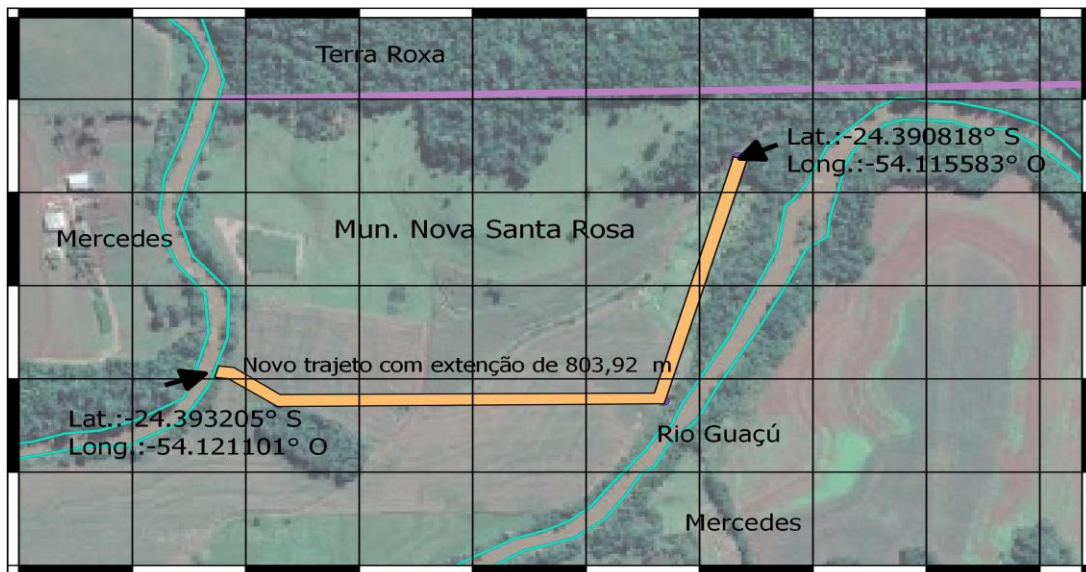 Terra Roxa
Lat.:-24.390818° S
Long.:-54.115583° O
Mercedes
Mun. Nova Santa Rosa
Novo trajeto com extenção de 803,92 m
Lat.:-24.393205° S
Long.:-54.121101° O
Rio Guaçú
Mercedes